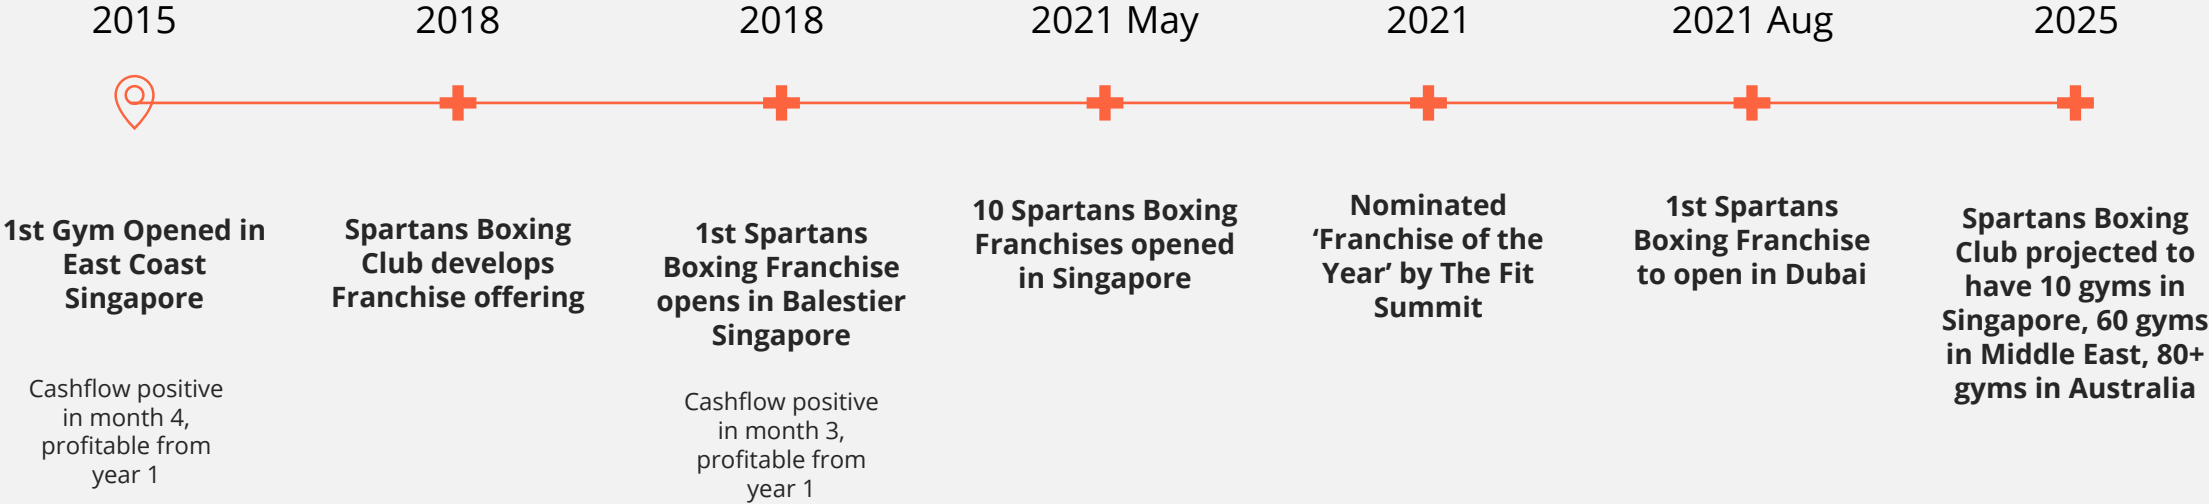 2015
1st Gym Opened in
East Coast
Singapore
Cashflow positive
in month 4,
profitable from
year 1
2018
Spartans Boxing
Club develops
Franchise offering
2018
1st Spartans
Boxing Franchise
opens in Balestier
Singapore
Cashflow positive
in month 3,
profitable from
year 1
2021 May
10 Spartans Boxing
Franchises opened
in Singapore
2021
Nominated
‘Franchise of the
Year’ by The Fit
Summit
2021 Aug
1st Spartans
Boxing Franchise
to open in Dubai
2025
Spartans Boxing
Club projected to
have 10 gyms in
Singapore, 60 gyms
in Middle East, 80+
gyms in Australia